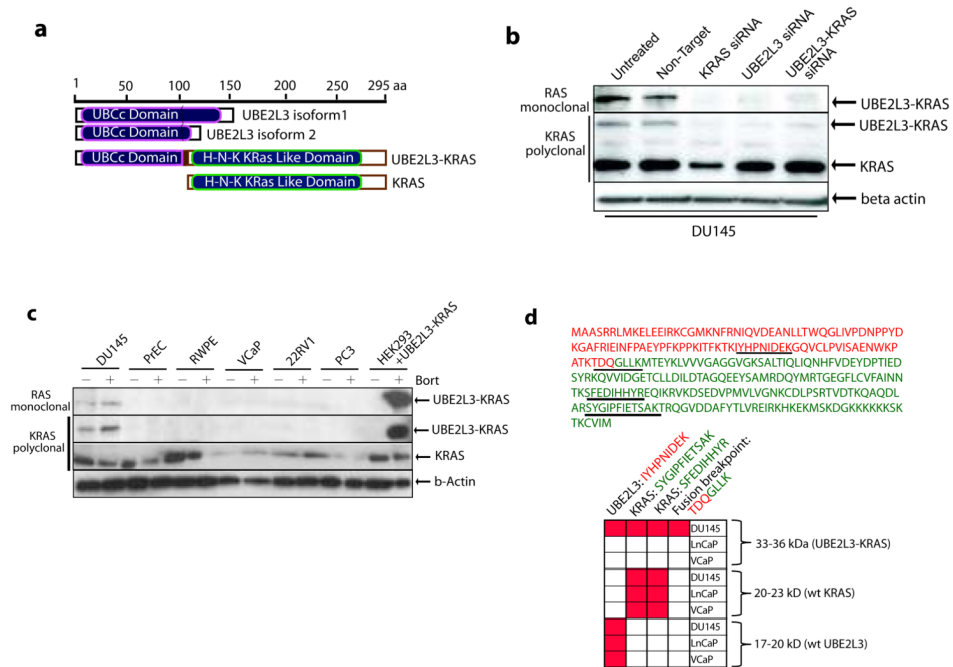 a
1 50 100 150 200 250 295 aa
UBCc Domain UBE2L3 isoform1
UBCc Domain UBE2L3 isoform 2
UBCc Domain H-N-K KRas Like Domain UBE2L3-KRAS
H-N-K KRas Like Domain KRAS
b
Untreated
Non-Target
KRAS siRNA
UBE2L3 siRNA
UBE2L3-KRAS
siRNA
RAS
monoclonal
KRAS
polyclonal
UBE2L3-KRAS
UBE2L3-KRAS
KRAS
beta actin
DU145
c
DU145
PrEC
RWPE
VCaP
22RV1
PC3
HEK293
+UBE2L3-KRAS
– + – + – + – + – + – + – + Bort
RAS
monoclonal
KRAS
polyclonal
UBE2L3-KRAS
UBE2L3-KRAS
KRAS
b-Actin
d
MAASRRLMKELEEIRKCGMKNFRNIQVDEANLLTWQGLIVPDNPPYD
KGAFRIEINFPAEYPFKPPKITFKTKIYHPNIDEKGQVCLPVISAENWKP
ATKTDQGLLKMTEYKLVVVGAGGVGKSALTIQLIQNHFVDEYDPTIED
SYRKQVVIDGETCLLDILDTAGQEEYSAMRDQYMRTGEGFLCVFAINN
TKSFEDIHHYREQIKRVKDSEDVPMVLVGNKCDLPSRTVDTKQAQDL
ARSYGIPFIETSAKTRQGVDDAFYTLVREIRKHKEKMSKDGKKKKKKSK
TKCVIM
UBE2L3: IYHPNIDEK
KRAS: SYGIPFIETSAK
KRAS: SFEDIHHYR
Fusion breakpoint:
TDQGLLK
DU145
LnCaP
VCaP
33-36 kDa (UBE2L3-KRAS)
DU145
LnCaP
VCaP
20-23 kD (wt KRAS)
DU145
LnCaP
VCaP
17-20 kD (wt UBE2L3)